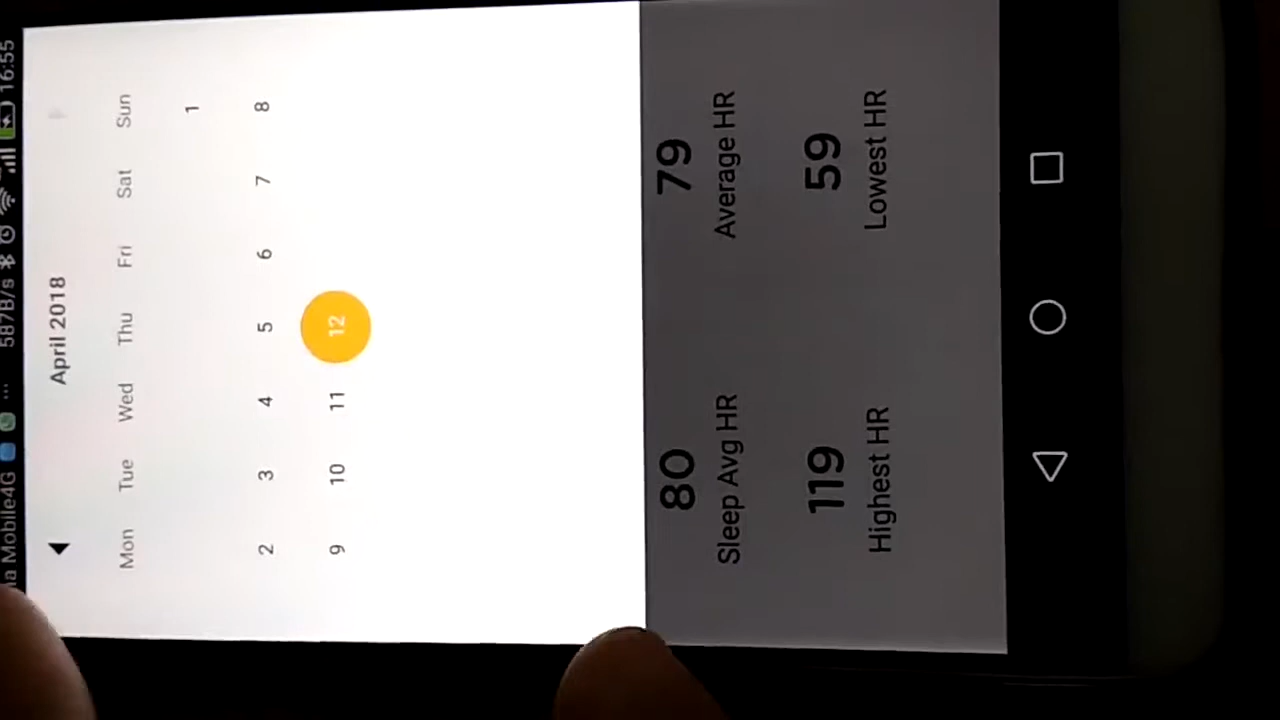 Mobile4G ... 587B/s 16:55
April 2018
Mon Tue Wed Thu Fri Sat Sun
1
2 3 4 5 6 7 8
9 10 11 12
80 79
Sleep Avg HR Average HR
119 59
Highest HR Lowest HR